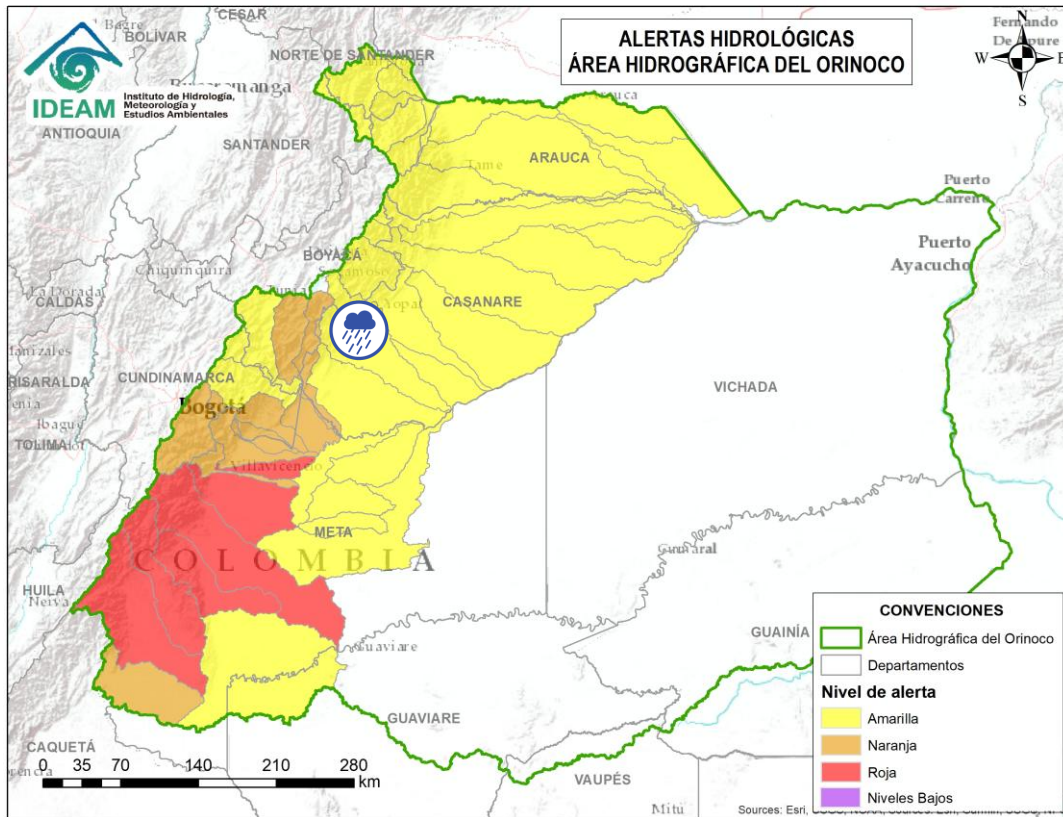 ALERTAS HIDROLÓGICAS
ÁREA HIDROGRÁFICA DEL ORINOCO
IDEAM
Instituto de Hidrología,
Meteorología y
Estudios Ambientales
N
W
E
S
CESAR
BOLÍVAR
NORTE DE SANTANDER
ANTIOQUIA
SANTANDER
ARAUCA
Tame
Puerto
Carreño
Puerto
Ayacucho
BOYACÁ
Chiquinquira
La Dorada
CALDAS
Tunja
Yopal
CASANARE
RISARALDA
CUNDINAMARCA
Bogotá
VICHADA
Ibagué
TOLIMA
Villavicencio
META
COLOMBIA
HUILA
Neiva
Guaviare
GUAINÍA
GUAVIARE
CAQUETÁ
VAUPÉS
Mitú
0 35 70 140 210 280
km
CONVENCIONES
Área Hidrográfica del Orinoco
Departamentos
Nivel de alerta
Amarilla
Naranja
Roja
Niveles Bajos
Sources: Esri,